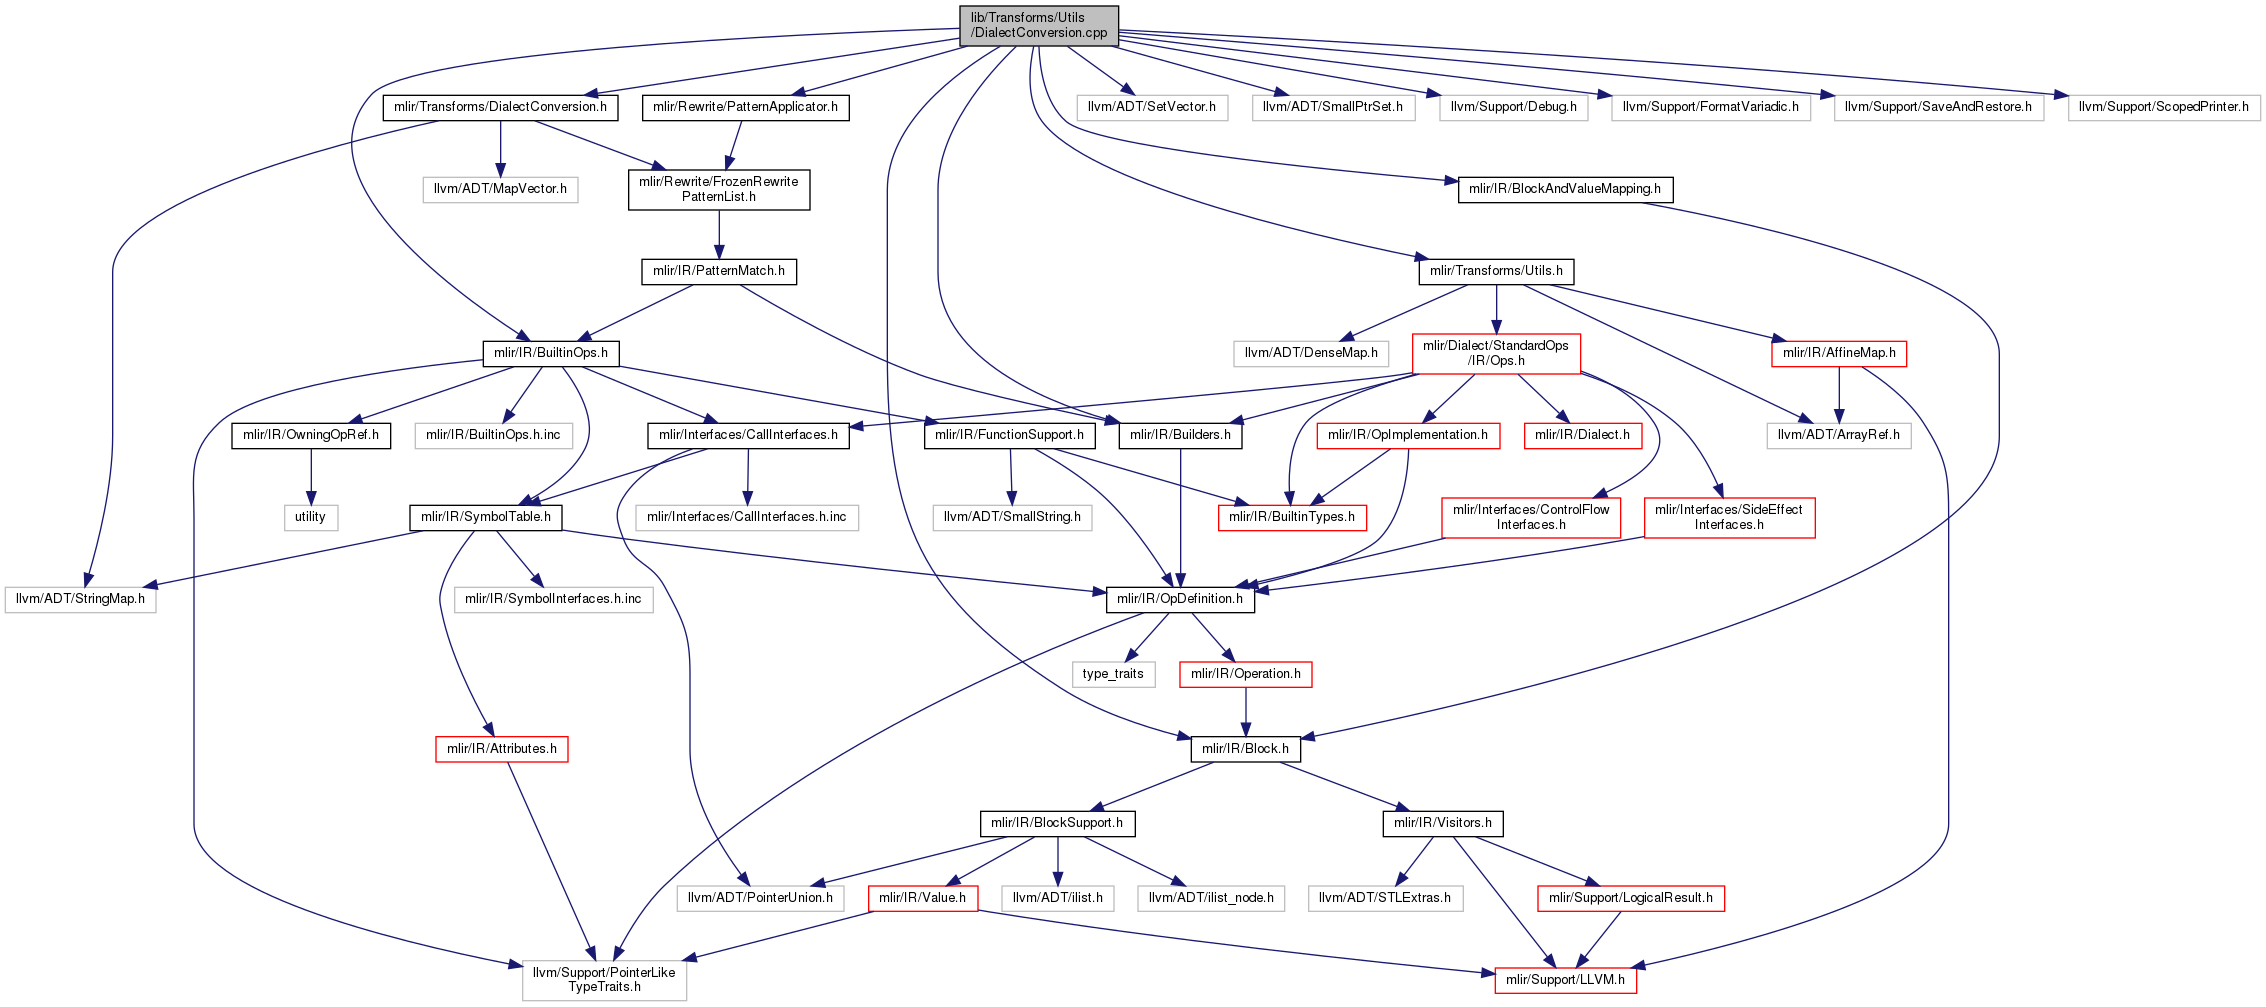 lib/Transforms/Utils
/DialectConversion.cpp
mlir/Transforms/DialectConversion.h
mlir/Rewrite/PatternApplicator.h
llvm/ADT/SetVector.h
llvm/ADT/SmallPtrSet.h
llvm/Support/Debug.h
llvm/Support/FormatVariadic.h
llvm/Support/SaveAndRestore.h
llvm/Support/ScopedPrinter.h
llvm/ADT/MapVector.h
mlir/Rewrite/FrozenRewrite
PatternList.h
mlir/IR/BlockAndValueMapping.h
mlir/IR/PatternMatch.h
mlir/Transforms/Utils.h
mlir/IR/BuiltinOps.h
llvm/ADT/DenseMap.h
mlir/Dialect/StandardOps
/IR/Ops.h
mlir/IR/AffineMap.h
mlir/IR/OwningOpRef.h
mlir/IR/BuiltinOps.h.inc
mlir/Interfaces/CallInterfaces.h
mlir/IR/FunctionSupport.h
mlir/IR/Builders.h
mlir/IR/OpImplementation.h
mlir/IR/Dialect.h
llvm/ADT/ArrayRef.h
utility
mlir/IR/SymbolTable.h
mlir/Interfaces/CallInterfaces.h.inc
llvm/ADT/SmallString.h
mlir/IR/BuiltinTypes.h
mlir/Interfaces/ControlFlow
Interfaces.h
mlir/Interfaces/SideEffect
Interfaces.h
llvm/ADT/StringMap.h
mlir/IR/SymbolInterfaces.h.inc
mlir/IR/OpDefinition.h
type_traits
mlir/IR/Operation.h
mlir/IR/Attributes.h
mlir/IR/Block.h
mlir/IR/BlockSupport.h
mlir/IR/Visitors.h
llvm/ADT/PointerUnion.h
mlir/IR/Value.h
llvm/ADT/ilist.h
llvm/ADT/ilist_node.h
llvm/ADT/STLExtras.h
mlir/Support/LogicalResult.h
llvm/Support/PointerLike
TypeTraits.h
mlir/Support/LLVM.h